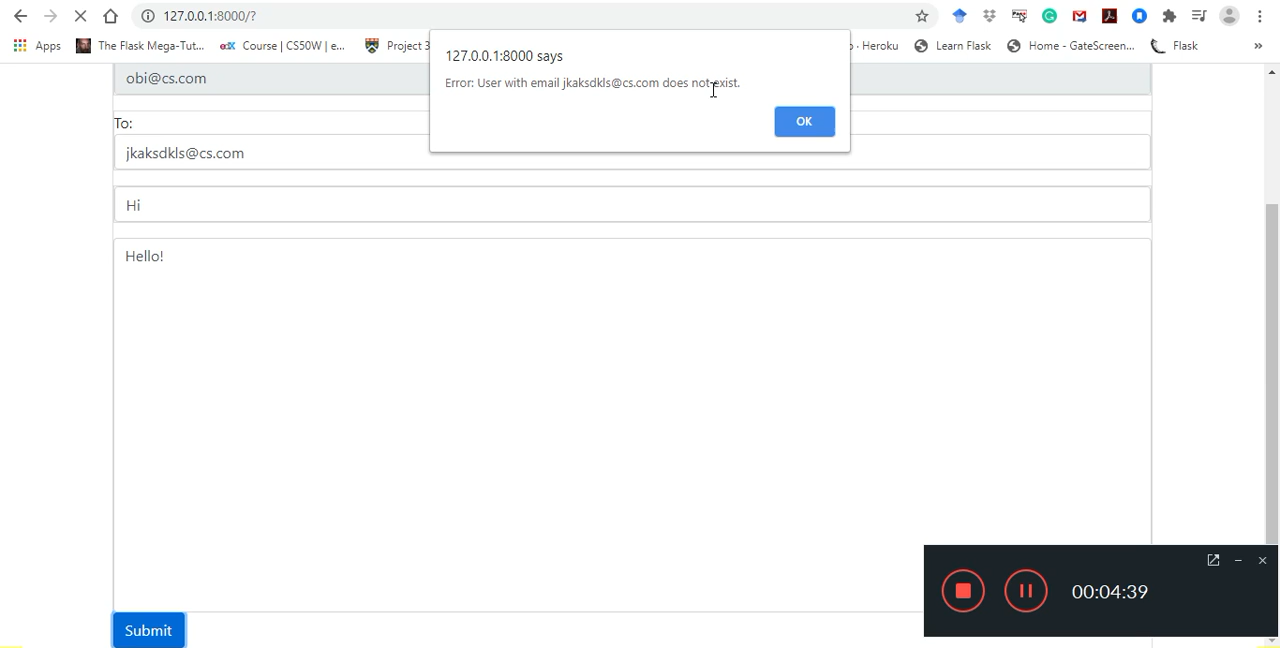 127.0.0.1:8000/?
Apps
The Flask Mega-Tut...
edX Course | CS50W | e...
Project 3
· Heroku
Learn Flask
Home - GateScreen...
Flask
»
127.0.0.1:8000 says
Error: User with email jkaksdkls@cs.com does not exist.
OK
obi@cs.com
To:
jkaksdkls@cs.com
Hi
Hello!
Submit
00:04:39